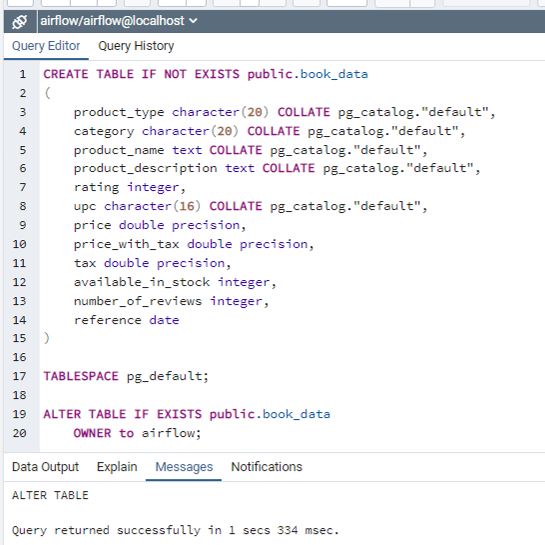 airflow/airflow@localhost
Query Editor Query History
1 CREATE TABLE IF NOT EXISTS public.book_data
2 (
3     product_type character(20) COLLATE pg_catalog."default",
4     category character(20) COLLATE pg_catalog."default",
5     product_name text COLLATE pg_catalog."default",
6     product_description text COLLATE pg_catalog."default",
7     rating integer,
8     upc character(16) COLLATE pg_catalog."default",
9     price double precision,
10     price_with_tax double precision,
11     tax double precision,
12     available_in_stock integer,
13     number_of_reviews integer,
14     reference date
15 )
16
17 TABLESPACE pg_default;
18
19 ALTER TABLE IF EXISTS public.book_data
20     OWNER to airflow;
Data Output Explain Messages Notifications
ALTER TABLE
Query returned successfully in 1 secs 334 msec.